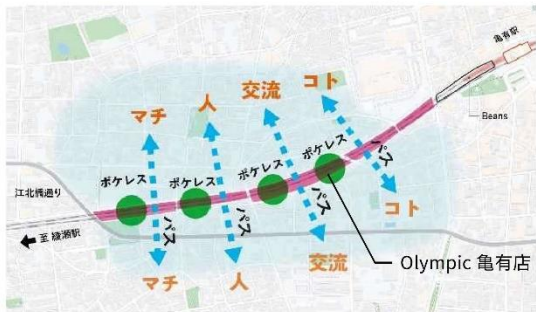 亀有駅
Beans
コト
交流
人
マチ
ポケレス
ポケレス
ポケレス
ポケレス
パス
パス
パス
パス
江北橋通り
至 綾瀬駅
コト
交流
人
マチ
Olympic 亀有店